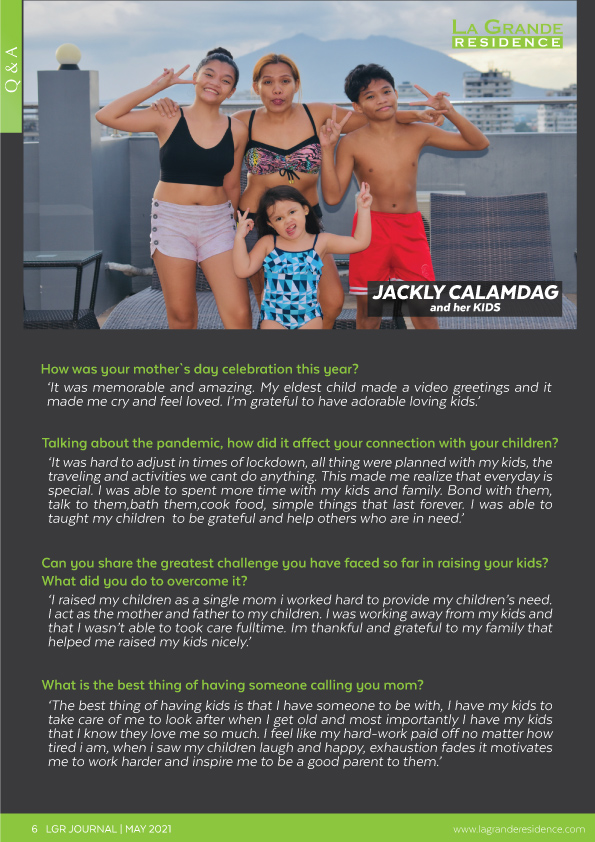 Q & A
LA GRANDE
RESIDENCE
JACKLY CALAMDAG
and her KIDS
How was your mother`s day celebration this year?
‘It was memorable and amazing. My eldest child made a video greetings and it
made me cry and feel loved. I’m grateful to have adorable loving kids.’
Talking about the pandemic, how did it affect your connection with your children?
‘It was hard to adjust in times of lockdown, all thing were planned with my kids, the
traveling and activities we cant do anything. This made me realize that everyday is
special. I was able to spent more time with my kids and family. Bond with them,
talk to them,bath them,cook food, simple things that last forever. I was able to
taught my children  to be grateful and help others who are in need.’
Can you share the greatest challenge you have faced so far in raising your kids?
What did you do to overcome it?
‘I raised my children as a single mom i worked hard to provide my children’s need.
I act as the mother and father to my children. I was working away from my kids and
that I wasn’t able to took care fulltime. Im thankful and grateful to my family that
helped me raised my kids nicely.’
What is the best thing of having someone calling you mom?
‘The best thing of having kids is that I have someone to be with, I have my kids to
take care of me to look after when I get old and most importantly I have my kids
that I know they love me so much. I feel like my hard-work paid off no matter how
tired i am, when i saw my children laugh and happy, exhaustion fades it motivates
me to work harder and inspire me to be a good parent to them.’
6 LGR JOURNAL | MAY 2021
www.lagranderesidence.com